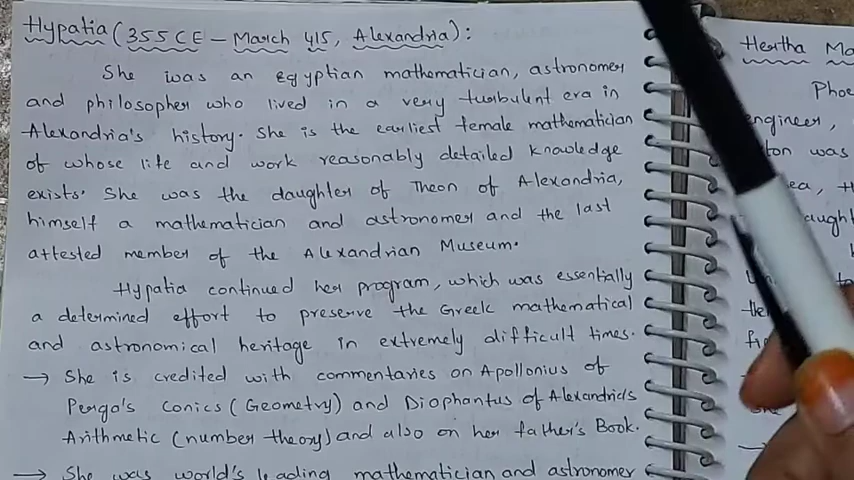 Hypatia (355 CE - March 415, Alexandria):
She was an egyptian mathematician, astronomer
and philosopher who lived in a very turbulent era in
Alexandria's history. She is the earliest female mathematician
of whose life and work reasonably detailed knowledge
exists. She was the daughter of Theon of Alexandria,
himself a mathematician and astronomer and the last
attested member of the Alexandrian Museum.
Hypatia continued her program, which was essentially
a determined effort to preserve the Greek mathematical
and astronomical heritage in extremely difficult times.
→ She is credited with commentaries on Apollonius of
Perga's Conics (Geometry) and Diophantus of Alexandria's
Arithmetic (number theory) and also on her father's Book.
→ She was world's leading mathematician and astronomer
Hertha
engineer,
was